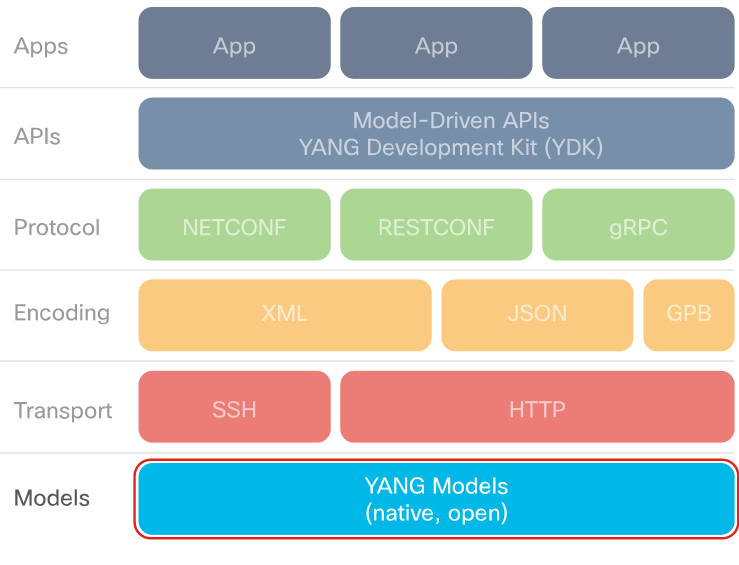 Apps
App
App
App
APIs
Model-Driven APIs
YANG Development Kit (YDK)
Protocol
NETCONF
RESTCONF
gRPC
Encoding
XML
JSON
GPB
Transport
SSH
HTTP
Models
YANG Models
(native, open)